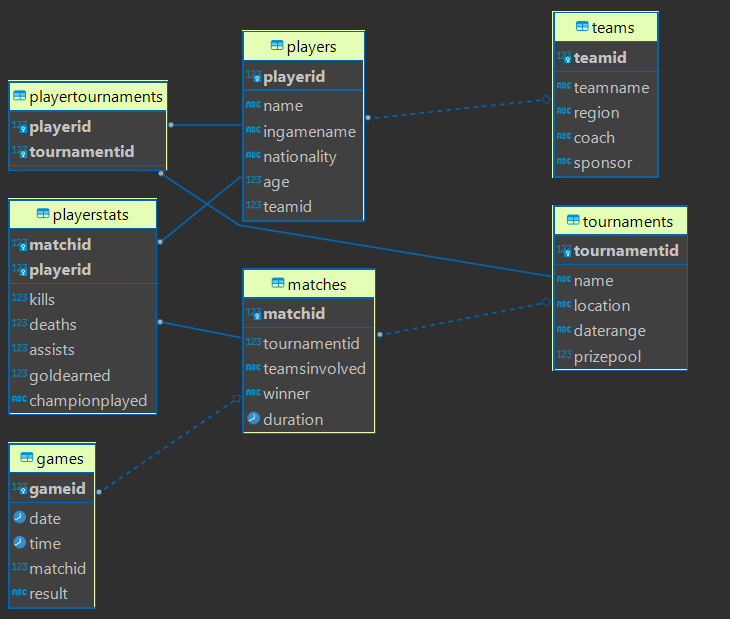 playertournaments
123 playerid
123 tournamentid
players
123 playerid
ABC name
ABC ingamename
ABC nationality
123 age
123 teamid
teams
123 teamid
ABC teamname
ABC region
ABC coach
ABC sponsor
playerstats
123 matchid
123 playerid
123 kills
123 deaths
123 assists
123 goldearned
ABC championplayed
matches
123 matchid
123 tournamentid
ABC teamsinvolved
ABC winner
duration
tournaments
123 tournamentid
ABC name
ABC location
ABC daterange
123 prizepool
games
123 gameid
date
time
123 matchid
ABC result